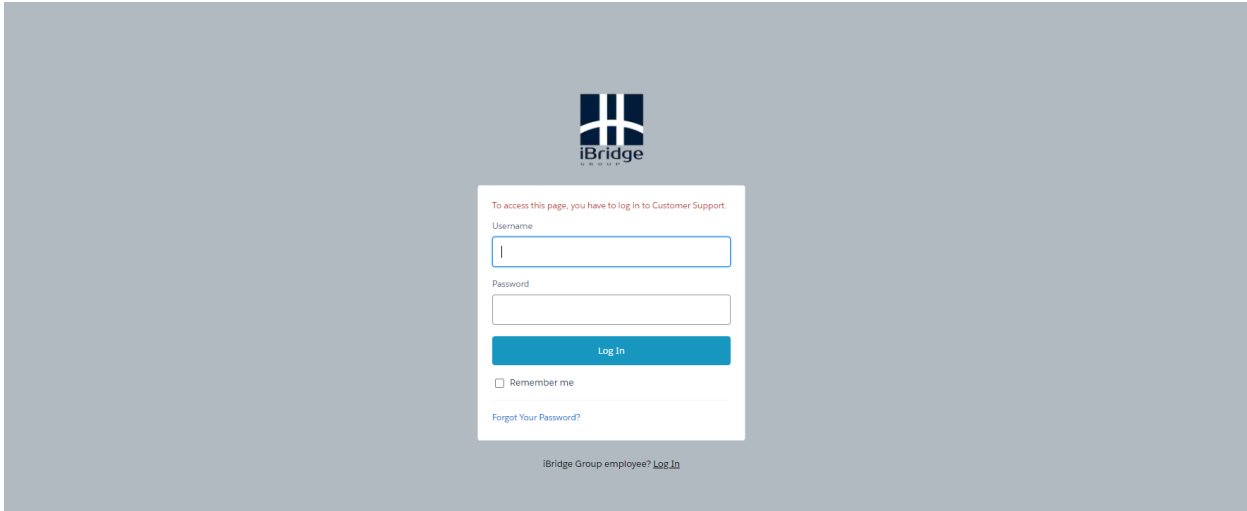 iBridge
GROUP
To access this page, you have to log in to Customer Support.
Username
Password
Log In
Remember me
Forgot Your Password?
iBridge Group employee? Log In